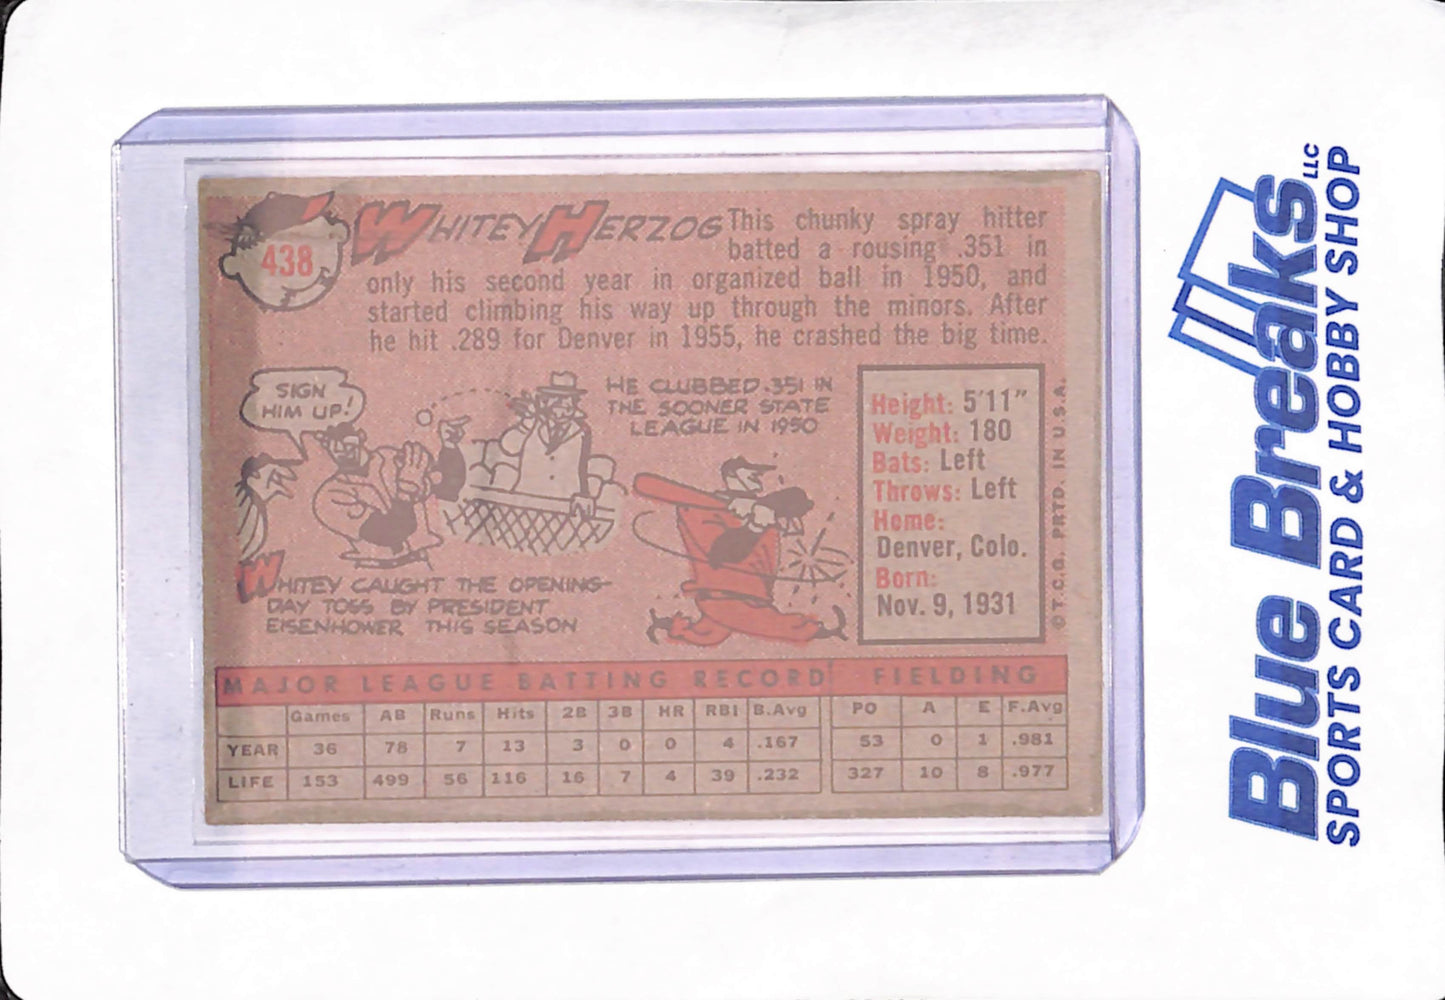 438
WHITEY HERZOG This chunky spray hitter
batted a rousing .351 in
only his second year in organized ball in 1950, and
started climbing his way up through the minors. After
he hit .289 for Denver in 1955, he crashed the big time.
SIGN
HIM UP!
HE CLUBBED .351 IN
THE SOONER STATE
LEAGUE IN 1950
WHITEY CAUGHT THE OPENING-
DAY TOSS BY PRESIDENT
EISENHOWER THIS SEASON
Height: 5'11"
Weight: 180
Bats: Left
Throws: Left
Home:
Denver, Colo.
Born:
Nov. 9, 1931
© T.C.G. PRTD. IN U.S.A.
MAJOR LEAGUE BATTING RECORD FIELDING
Games AB Runs Hits 2B 3B HR RBI B.Avg PO A E F.Avg
YEAR 36 78 7 13 3 0 0 4 .167 53 0 1 .981
LIFE 153 499 56 116 16 7 4 39 .232 327 10 8 .977
Blue Breaks LLC
SPORTS CARD & HOBBY SHOP